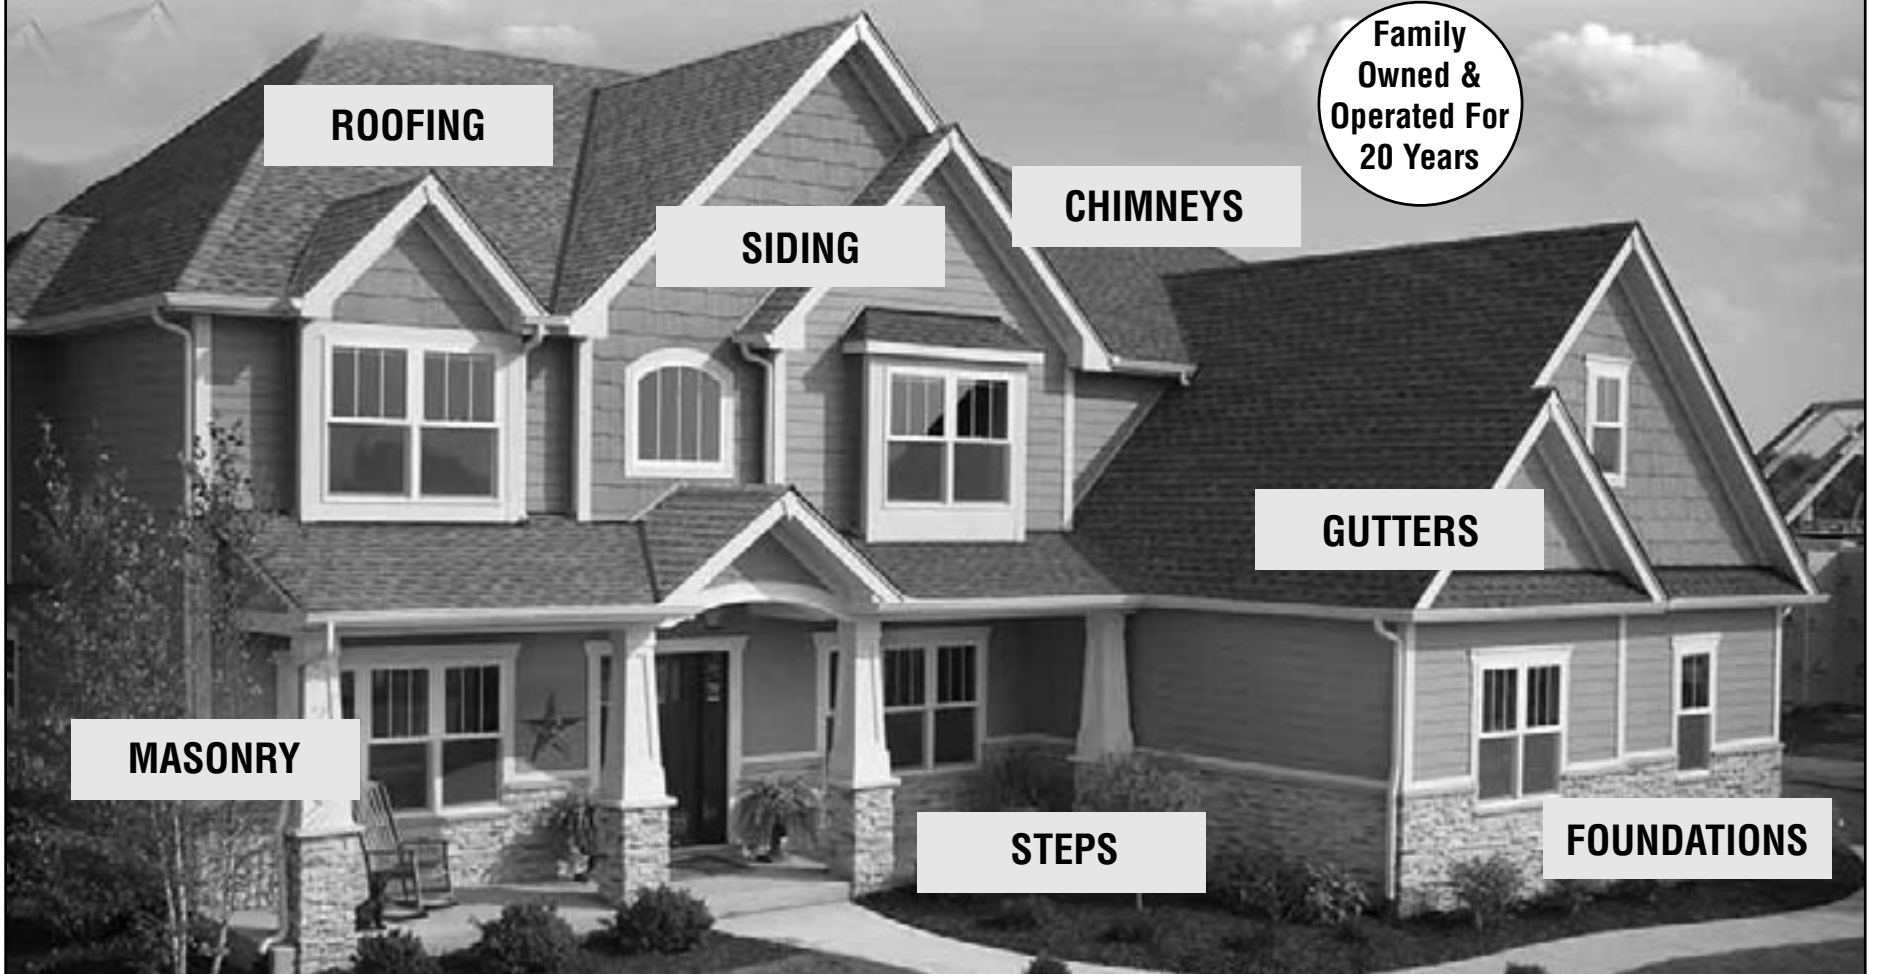 Family
Owned &
Operated For
20 Years
ROOFING
CHIMNEYS
SIDING
GUTTERS
MASONRY
STEPS
FOUNDATIONS